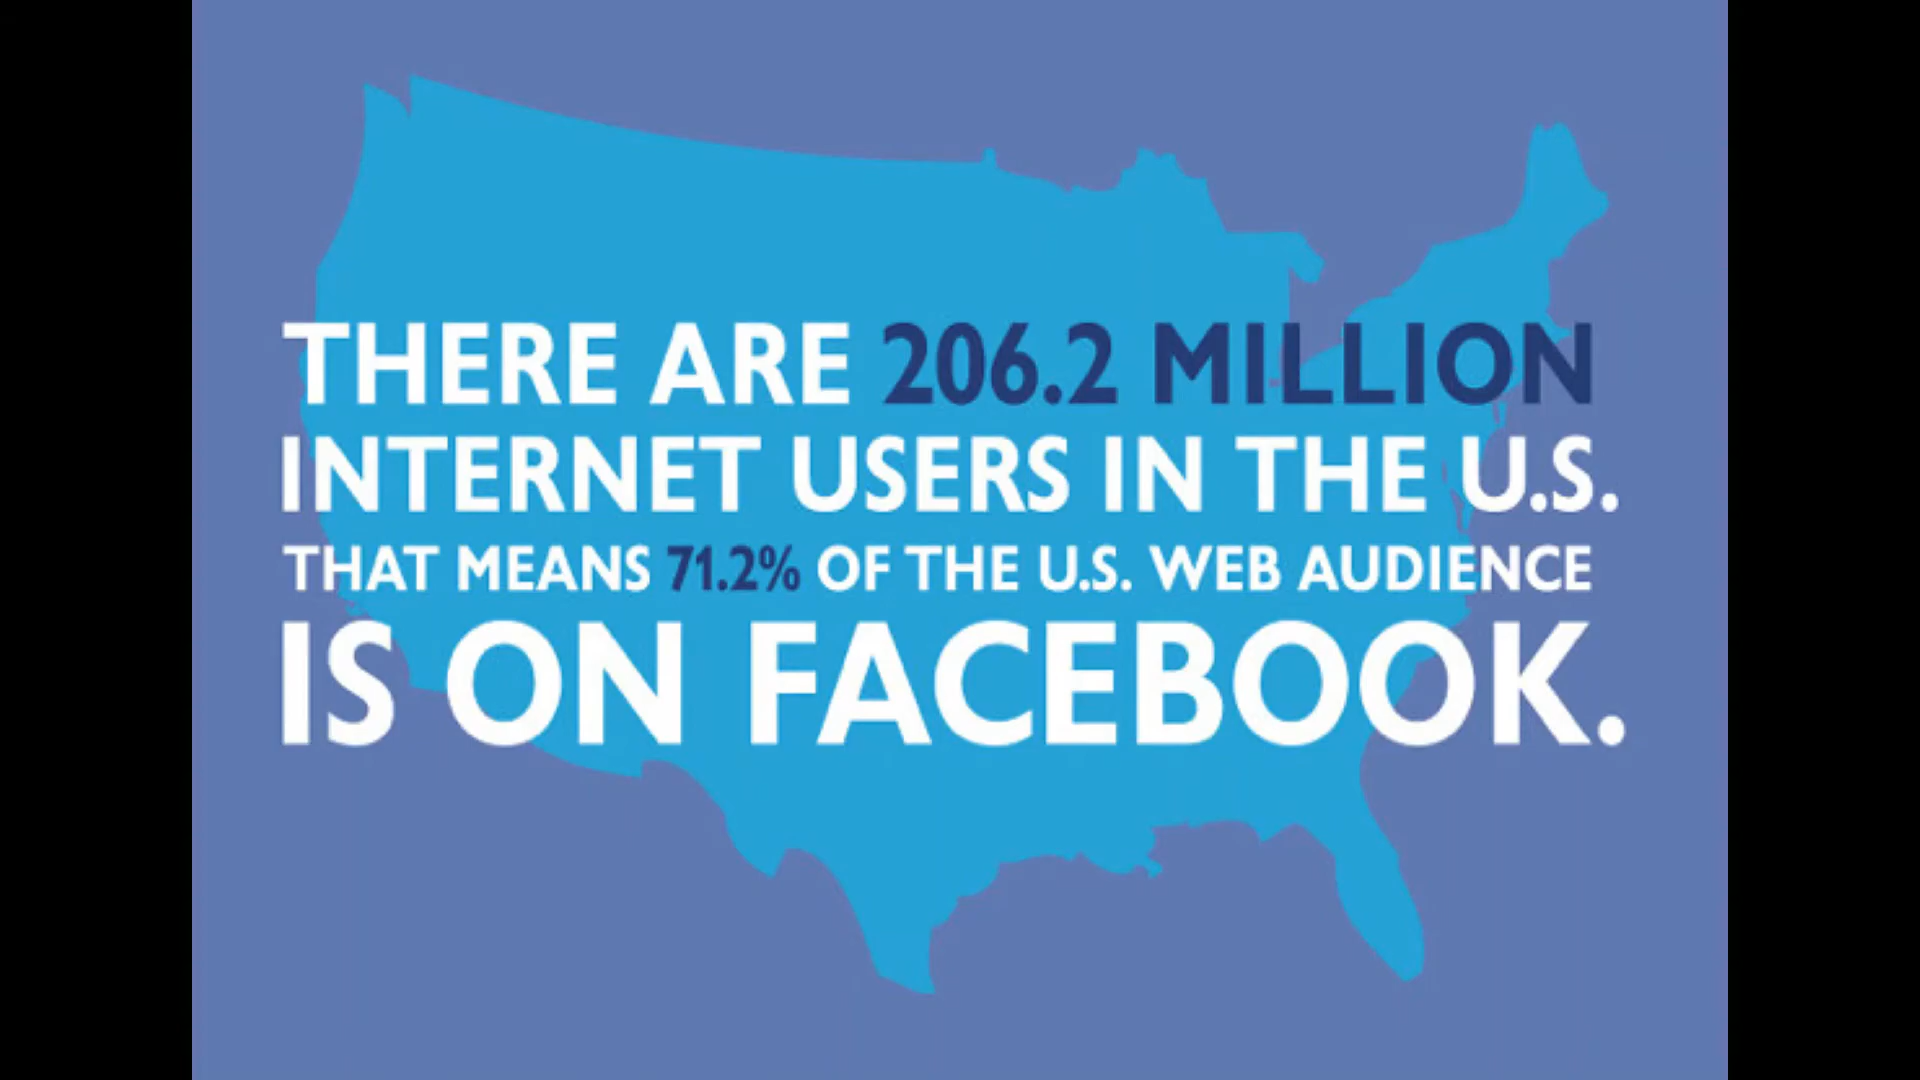 THERE ARE 206.2 MILLION
INTERNET USERS IN THE U.S.
THAT MEANS 71.2% OF THE U.S. WEB AUDIENCE
IS ON FACEBOOK.